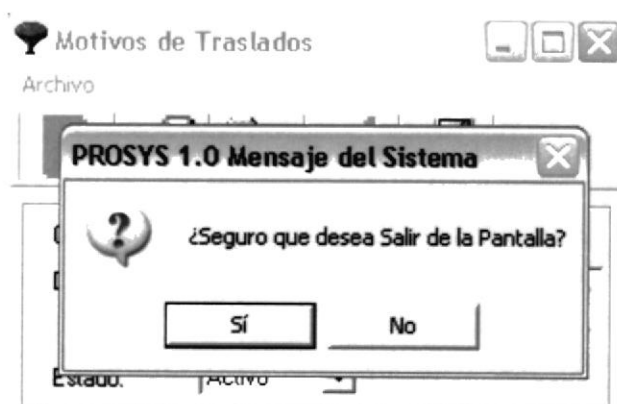 Motivos de Traslados
Archivo
PROSYS 1.0 Mensaje del Sistema
¿Seguro que desea Salir de la Pantalla?
Sí
No
Estado:
Activo